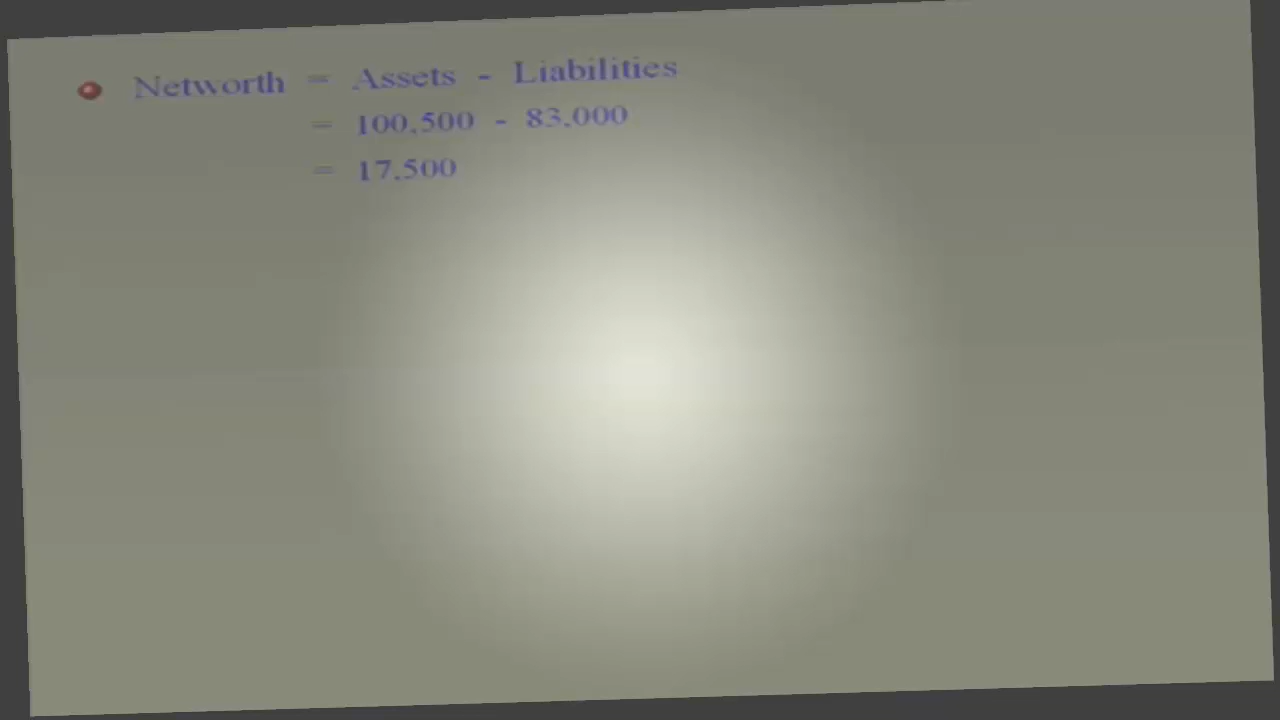 Networth = Assets - Liabilities
= 100,500 - 83,000
= 17,500